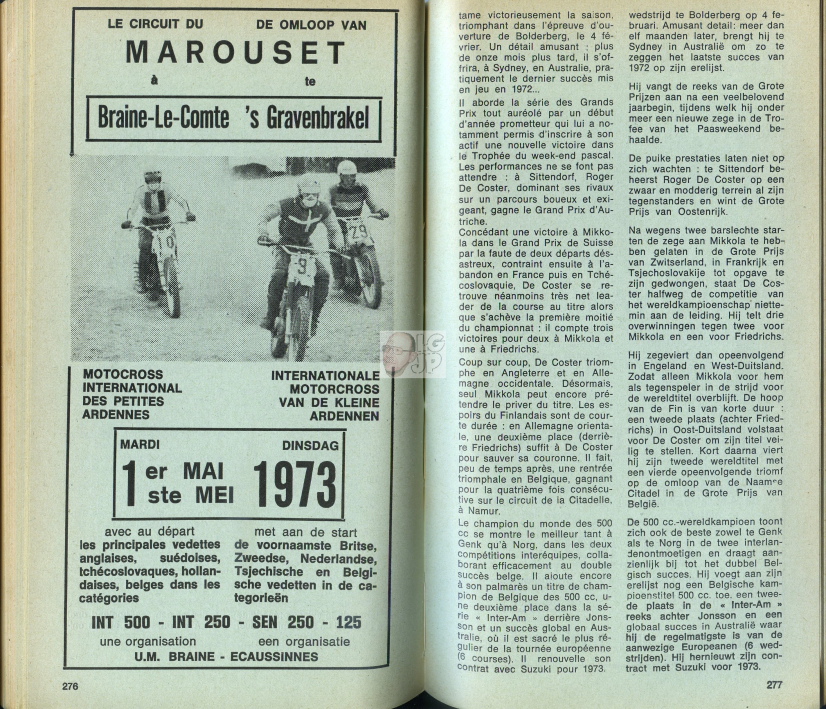 LE CIRCUIT DU DE OMLOOP VAN
MAROUSET
à te
Braine-Le-Comte 's Gravenbrakel
10
9
29
LG
JP
MOTOCROSS
INTERNATIONAL
DES PETITES
ARDENNES
INTERNATIONALE
MOTORCROSS
VAN DE KLEINE
ARDENNEN
MARDI DINSDAG
1er MAI 1973
ste MEI
avec au départ
les principales vedettes
anglaises, suédoises,
tchécoslovaques, hollan-
daises, belges dans les
catégories
met aan de start
de voornaamste Britse,
Zweedse, Nederlandse,
Tsjechische en Belgi-
sche vedetten in de ca-
tegorieën
INT 500 - INT 250 - SEN 250 - 125
une organisation een organisatie
U.M. BRAINE - ECAUSSINNES
276
tame victorieusement la saison,
triomphant dans l'épreuve d'ou-
verture de Bolderberg, le 4 fé-
vrier. Un détail amusant : plus
de onze mois plus tard, il s'of-
frira, à Sydney, en Australie, pra-
tiquement le dernier succès mis
en jeu en 1972...
Il aborde la série des Grands
Prix tout auréolé par un début
d'année prometteur qui lui a no-
tamment permis d'inscrire à son
actif une nouvelle victoire dans
le Trophée du week-end pascal.
Les performances ne se font pas
attendre : à Sittendorf, Roger
De Coster, dominant ses rivaux
sur un parcours boueux et exi-
geant, gagne le Grand Prix d'Au-
triche.
Concédant une victoire à Mikko-
la dans le Grand Prix de Suisse
par la faute de deux départs dés-
astreux, contraint ensuite à l'a-
bandon en France puis en Tché-
coslovaquie, De Coster se re-
trouve néanmoins très net lea-
der de la course au titre alors
que s'achève la première moitié
du championnat : il compte trois
victoires pour deux à Mikkola et
une à Friedrichs.
Coup sur coup, De Coster triom-
phe en Angleterre et en Alle-
magne occidentale. Désormais,
seul Mikkola peut encore pré-
tendre le priver du titre. Les es-
poirs du Finlandais sont de cour-
te durée : en Allemagne orienta-
le, une deuxième place (derriè-
re Friedrichs) suffit à De Coster
pour sauver sa couronne. Il fait,
peu de temps après, une rentrée
triomphale en Belgique, gagnant
pour la quatrième fois consécu-
tive sur le circuit de la Citadelle,
à Namur.
Le champion du monde des 500
cc se montre le meilleur tant à
Genk qu'à Norg, dans les deux
compétitions interéquipes, colla-
borant efficacement au double
succès belge. Il ajoute encore
à son palmarès un titre de cham-
pion de Belgique des 500 cc, u-
ne deuxième place dans la sé-
rie « Inter-Am » derrière Jons-
son et un succès global en Aus-
tralie, où il est sacré le plus ré-
gulier de la tournée européenne
(6 courses). Il renouvelle son
contrat avec Suzuki pour 1973.
wedstrijd te Bolderberg op 4 fe-
bruari. Amusant detail: meer dan
elf maanden later, brengt hij te
Sydney in Australië om zo te
zeggen het laatste succes van
1972 op zijn erelijst.
Hij vangt de reeks van de Grote
Prijzen aan na een veelbelovend
jaarbegin, tijdens welk hij onder
meer een nieuwe zege in de Tro-
fee van het Paasweekend be-
haalde.
De puike prestaties laten niet op
zich wachten : te Sittendorf be-
heerst Roger De Coster op een
zwaar en modderig terrein al zijn
tegenstanders en wint de Grote
Prijs van Oostenrijk.
Na wegens twee barslechte star-
ten de zege aan Mikkola te heb-
ben gelaten in de Grote Prijs
van Zwitserland, in Frankrijk en
Tsjechoslovakije tot opgave te
zijn gedwongen, staat De Cos-
ter halfweg de competitie van
het wereldkampioenschap niette-
min aan de leiding. Hij telt drie
overwinningen tegen twee voor
Mikkola en een voor Friedrichs.
Hij zegeviert dan opeenvolgend
in Engeland en West-Duitsland.
Zodat alleen Mikkola voor hem
als tegenspeler in de strijd voor
de wereldtitel overblijft. De hoop
van de Fin is van korte duur :
een tweede plaats (achter Fried-
richs) in Oost-Duitsland volstaat
voor De Coster om zijn titel vei-
lig te stellen. Kort daarna viert
hij zijn tweede wereldtitel met
een vierde opeenvolgende triomf
op de omloop van de Naamse
Citadel in de Grote Prijs van
België.
De 500 cc.-wereldkampioen toont
zich ook de beste zowel te Genk
als te Norg in de twee interlan-
denontmoetigen en draagt aan-
zienlijk bij tot het dubbel Bel-
gisch succes. Hij voegt aan zijn
erelijst nog een Belgische kam-
pioenstitel 500 cc. toe, een twee-
de plaats in de « Inter-Am »
reeks achter Jonsson en een
globaal succes in Australië waar
hij de regelmatigste is van de
aanwezige Europeanen (6 wed-
strijden). Hij hernieuwt zijn con-
tract met Suzuki voor 1973.
277